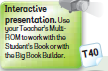 Interactive
presentation. Use
your Teacher's Multi-
ROM to work with the
Student's Book or with
the Big Book Builder.
T40